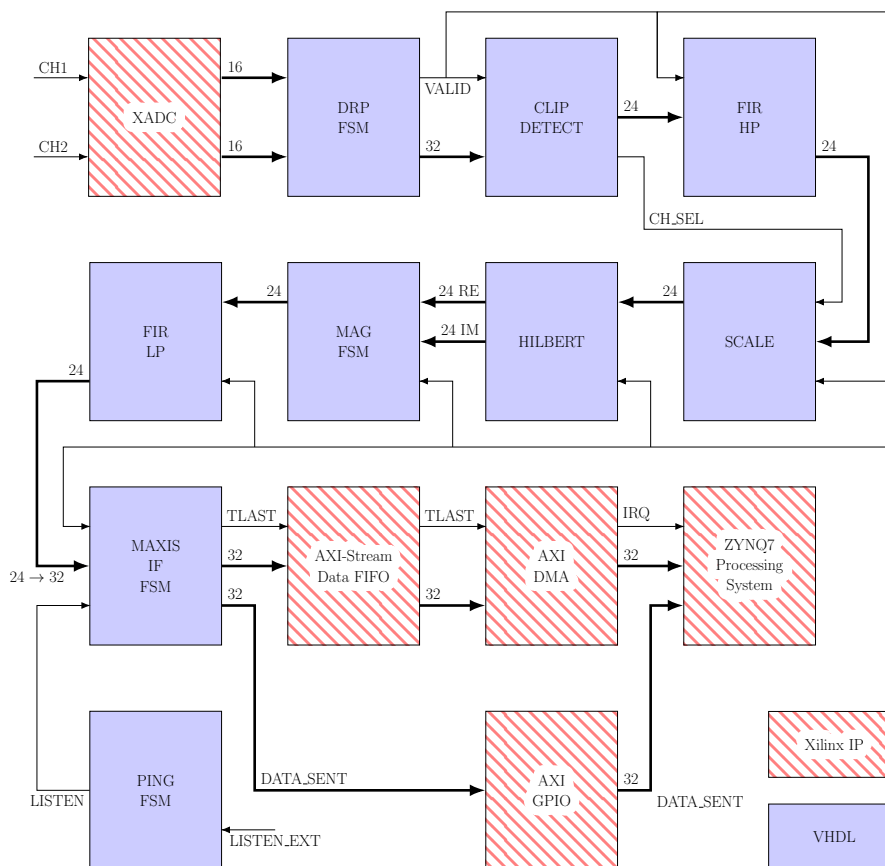 CH1
CH2
XADC
16
16
DRP
FSM
VALID
32
CLIP
DETECT
24
CH_SEL
FIR
HP
24
FIR
LP
24
24
MAG
FSM
24 RE
24 IM
HILBERT
24
SCALE
24 → 32
MAXIS
IF
FSM
TLAST
32
32
AXI-Stream
Data FIFO
TLAST
32
AXI
DMA
IRQ
32
ZYNQ7
Processing
System
LISTEN
PING
FSM
LISTEN_EXT
DATA_SENT
AXI
GPIO
32
DATA_SENT
Xilinx IP
VHDL